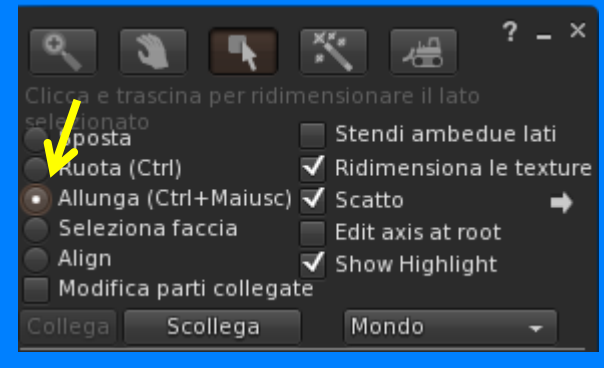 ? _ ×
Clicca e trascina per ridimensionare il lato
selezionato
Sposta
Ruota (Ctrl)
Allunga (Ctrl+Maiusc)
Seleziona faccia
Align
Modifica parti collegate
Stendi ambedue lati
Ridimensiona le texture
Scatto
Edit axis at root
Show Highlight
Collega
Scollega
Mondo